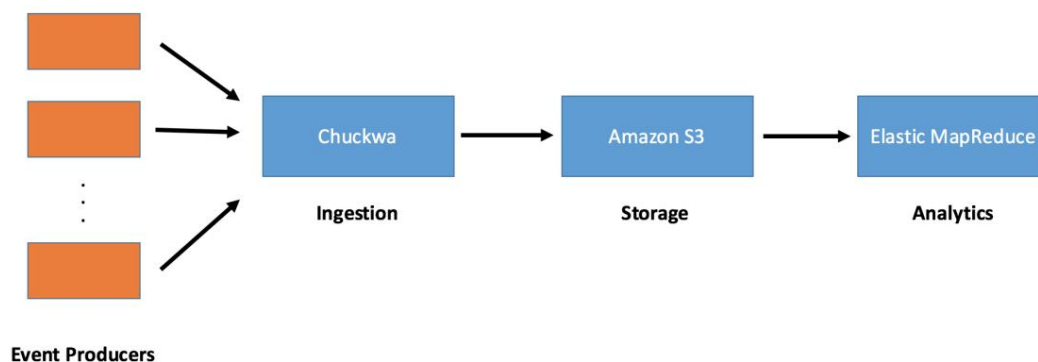 Chuckwa
Amazon S3
Elastic MapReduce
Ingestion
Storage
Analytics
Event Producers